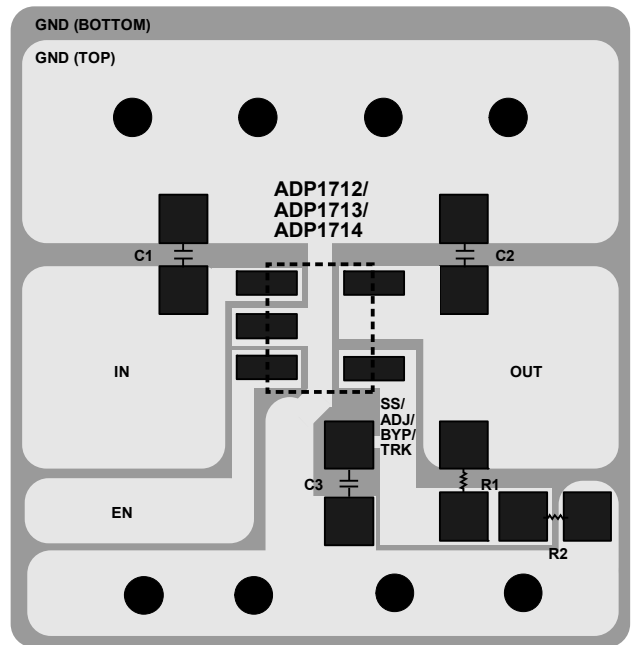 GND (BOTTOM)
GND (TOP)
ADP1712/
ADP1713/
ADP1714
C1
C2
IN
OUT
SS/
ADJ/
BYP/
TRK
C3
R1
EN
R2